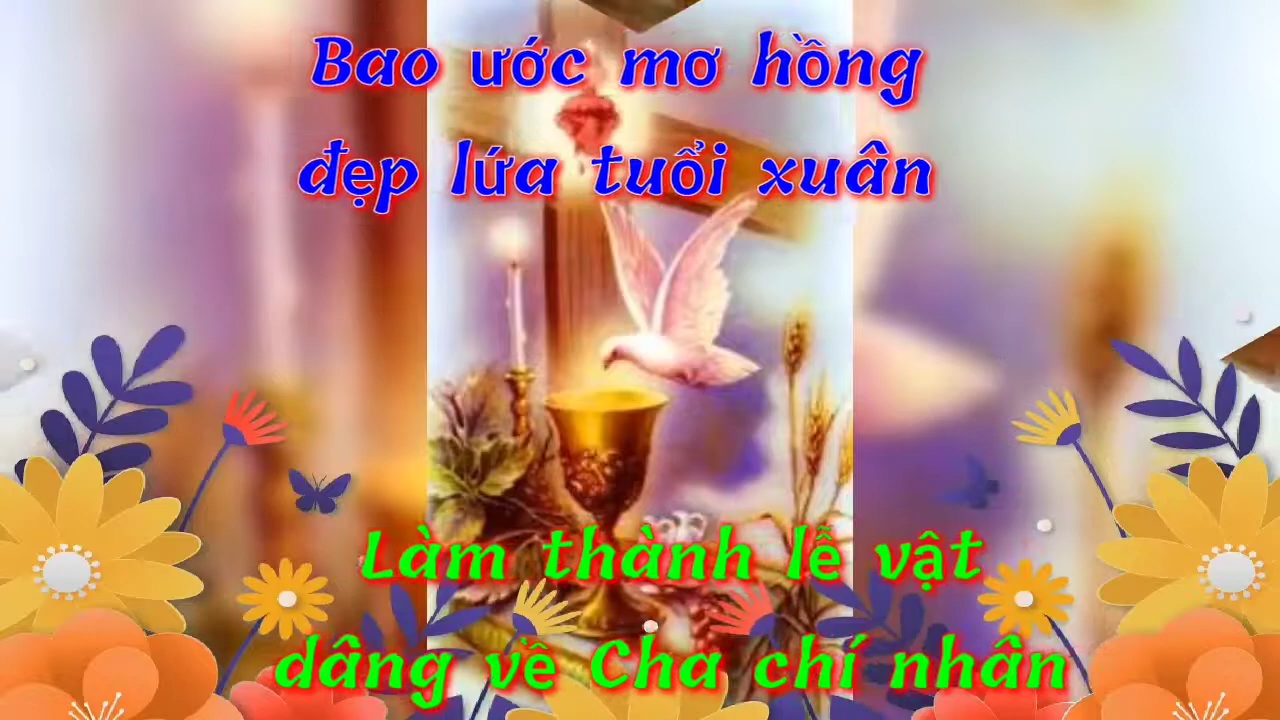 Bao ước mơ hồng
đẹp lứa tuổi xuân
Làm thành lễ vật
dâng về Cha chí nhân